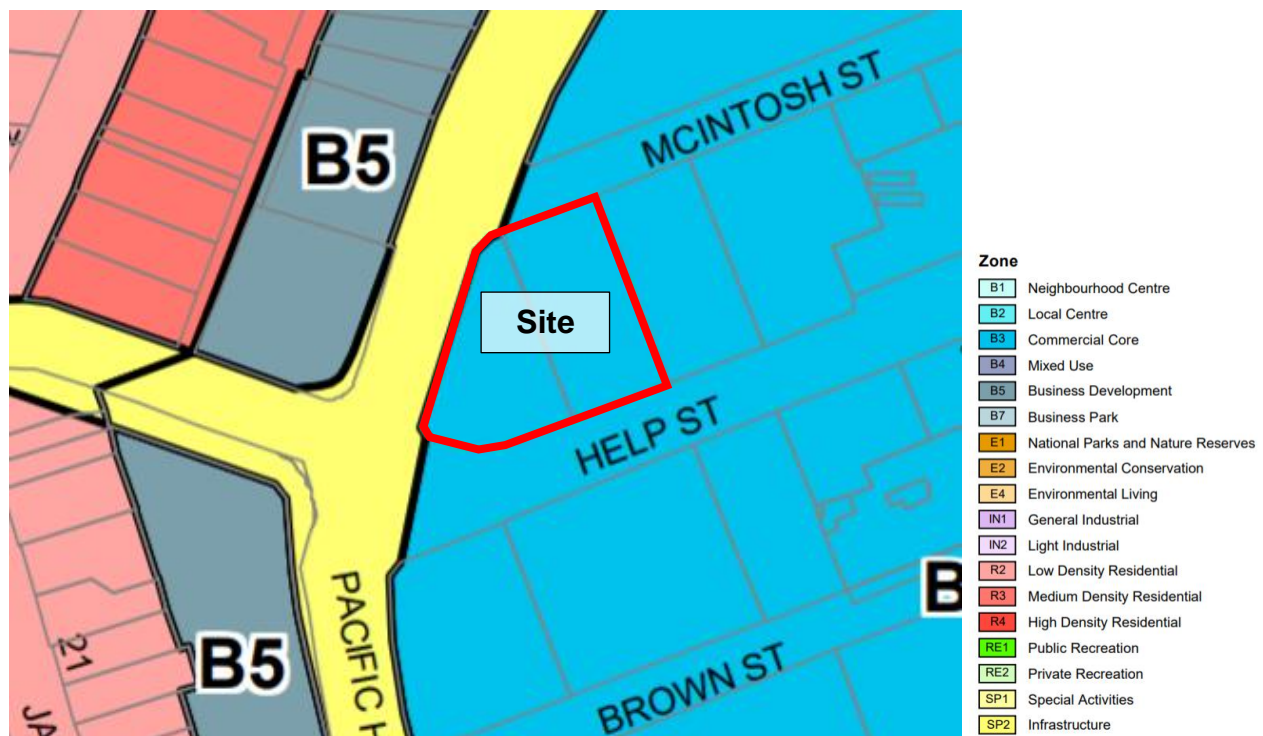 MCINTOSH ST
B5
Site
HELP ST
PACIFIC H
B5
21
BROWN ST
B
JA
Zone
B1 Neighbourhood Centre
B2 Local Centre
B3 Commercial Core
B4 Mixed Use
B5 Business Development
B7 Business Park
E1 National Parks and Nature Reserves
E2 Environmental Conservation
E4 Environmental Living
IN1 General Industrial
IN2 Light Industrial
R2 Low Density Residential
R3 Medium Density Residential
R4 High Density Residential
RE1 Public Recreation
RE2 Private Recreation
SP1 Special Activities
SP2 Infrastructure